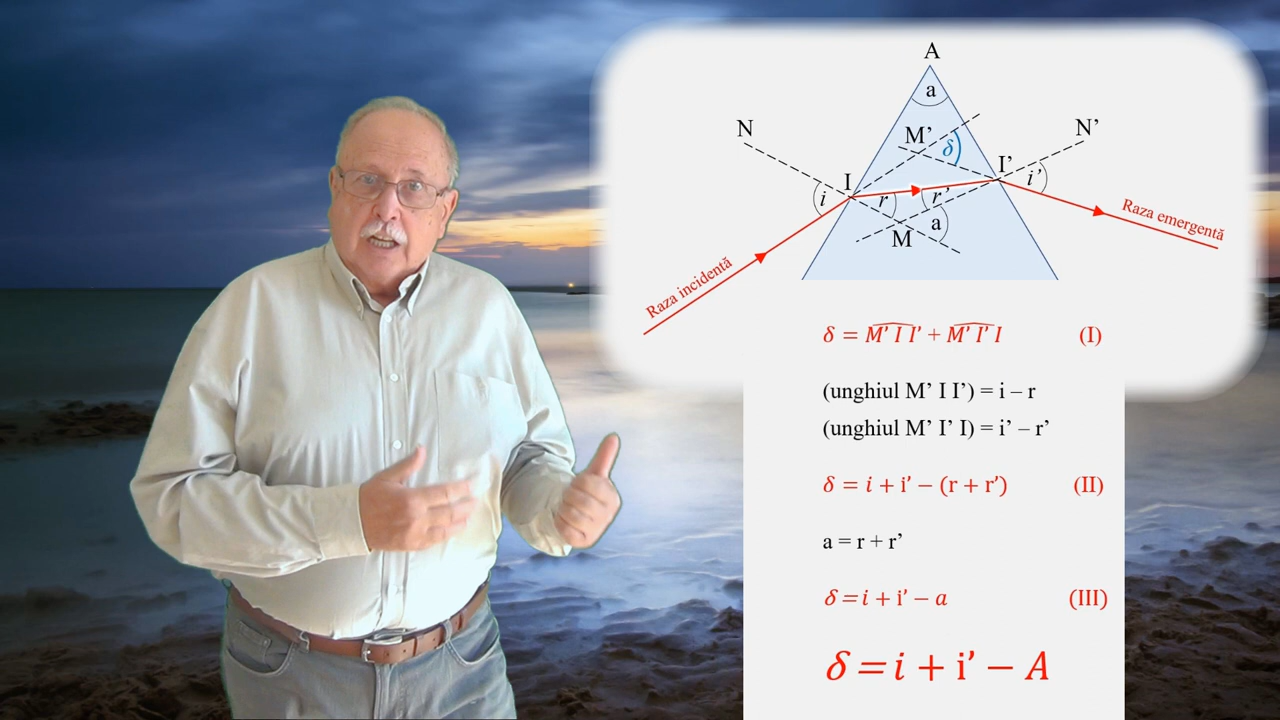 A
a
N
M’
δ
N’
I
I’
i
r
r’
i’
M
a
Raza incidentă
Raza emergentă
δ = M’ I I’ + M’ I’ I (I)
(unghiul M’ I I’) = i – r
(unghiul M’ I’ I) = i’ – r’
δ = i + i’ − (r + r’) (II)
a = r + r’
δ = i + i’ − a (III)
δ = i + i’ − A